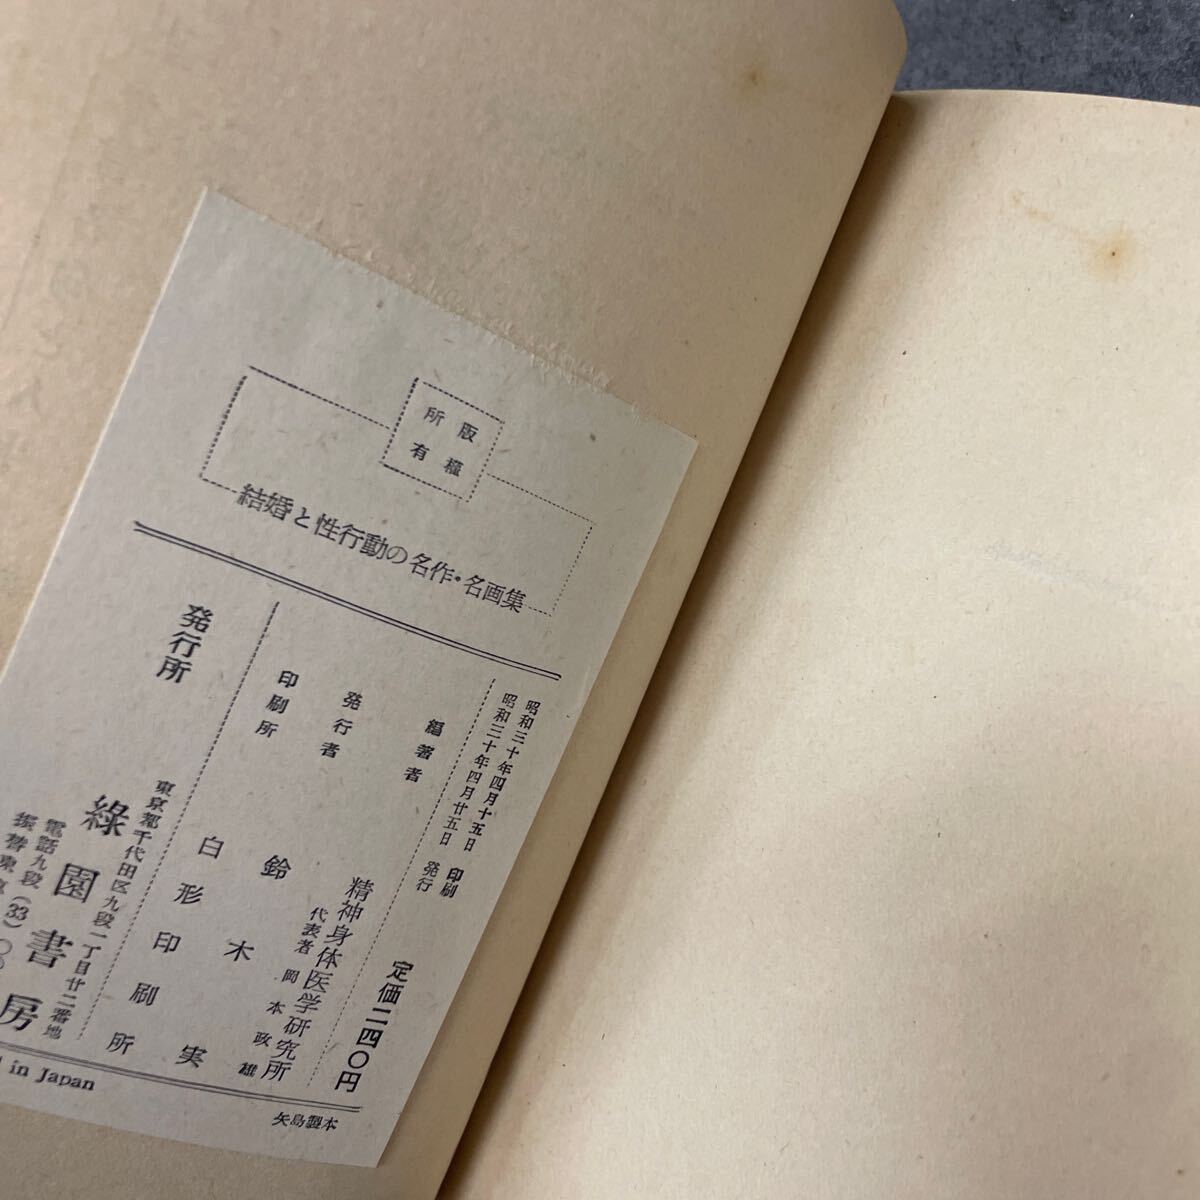 版權
所有
結婚と性行動の名作・名画集
昭和三十年四月十五日 印刷
昭和三十年四月廿五日 発行
定価二四〇円
編著者 精神身体医学研究所
代表者 岡本政雄
発行者 鈴木実
印刷所 白形印刷所
東京都千代田区九段一丁目廿二番地
発行所 緑園書房
電話九段(33)〇
振替東京
in Japan
矢島製本